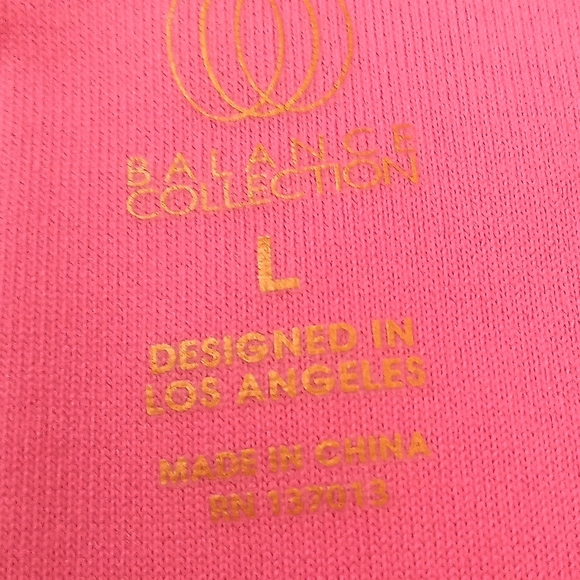 BALANCE
COLLECTION
L
DESIGNED IN
LOS ANGELES
MADE IN CHINA
RN 137013